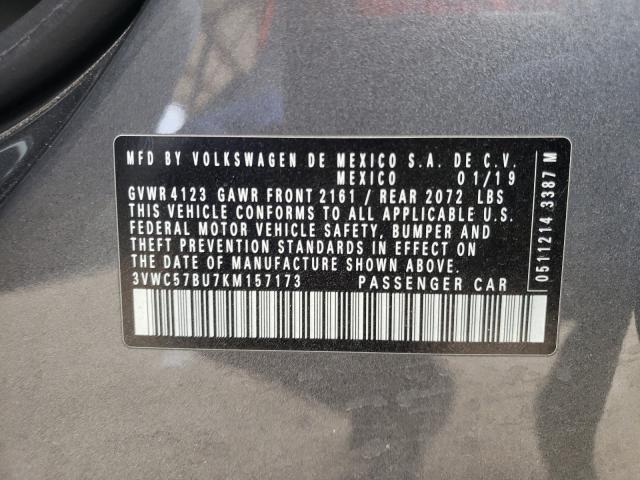 MFD BY VOLKSWAGEN DE MEXICO S.A. DE C.V.
MEXICO 01/19
GVWR 4123 GAWR FRONT 2161 / REAR 2072 LBS
THIS VEHICLE CONFORMS TO ALL APPLICABLE U.S.
FEDERAL MOTOR VEHICLE SAFETY, BUMPER AND
THEFT PREVENTION STANDARDS IN EFFECT ON
THE DATE OF MANUFACTURE SHOWN ABOVE.
3VWC57BU7KM157173 PASSENGER CAR
0511214 3387 M